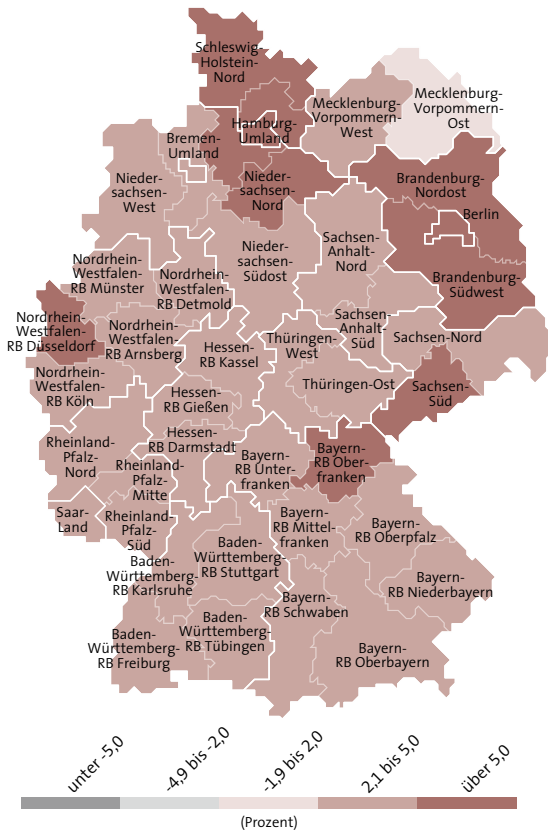 Schleswig-
Holstein-
Nord
Mecklenburg-
Vorpommern-
Ost
Mecklenburg-
Vorpommern-
West
Hamburg-
Umland
Bremen-
Umland
Nieder-
sachsen-
West
Nieder-
sachsen-
Nord
Brandenburg-
Nordost
Berlin
Nieder-
sachsen-
Südost
Sachsen-
Anhalt-
Nord
Brandenburg-
Südwest
Nordrhein-
Westfalen-
RB Münster
Nordrhein-
Westfalen-
RB Detmold
Nordrhein-
Westfalen-
RB Düsseldorf
Nordrhein-
Westfalen-
RB Arnsberg
Sachsen-
Anhalt-
Süd
Sachsen-Nord
Hessen-
RB Kassel
Thüringen-
West
Nordrhein-
Westfalen-
RB Köln
Thüringen-Ost
Sachsen-
Süd
Hessen-
RB Gießen
Hessen-
RB Darmstadt
Rheinland-
Pfalz-
Nord
Rheinland-
Pfalz-
Mitte
Bayern-
RB Unter-
franken
Bayern-
RB Ober-
franken
Saar-
Land
Rheinland-
Pfalz-
Süd
Bayern-
RB Mittel-
franken
Bayern-
RB Oberpfalz
Baden-
Württemberg-
RB Stuttgart
Baden-
Württemberg-
RB Karlsruhe
Bayern-
RB Niederbayern
Bayern-
RB Schwaben
Baden-
Württemberg-
RB Tübingen
Baden-
Württemberg-
RB Freiburg
Bayern-
RB Oberbayern
unter -5,0
-4,9 bis -2,0
-1,9 bis 2,0
2,1 bis 5,0
über 5,0
(Prozent)